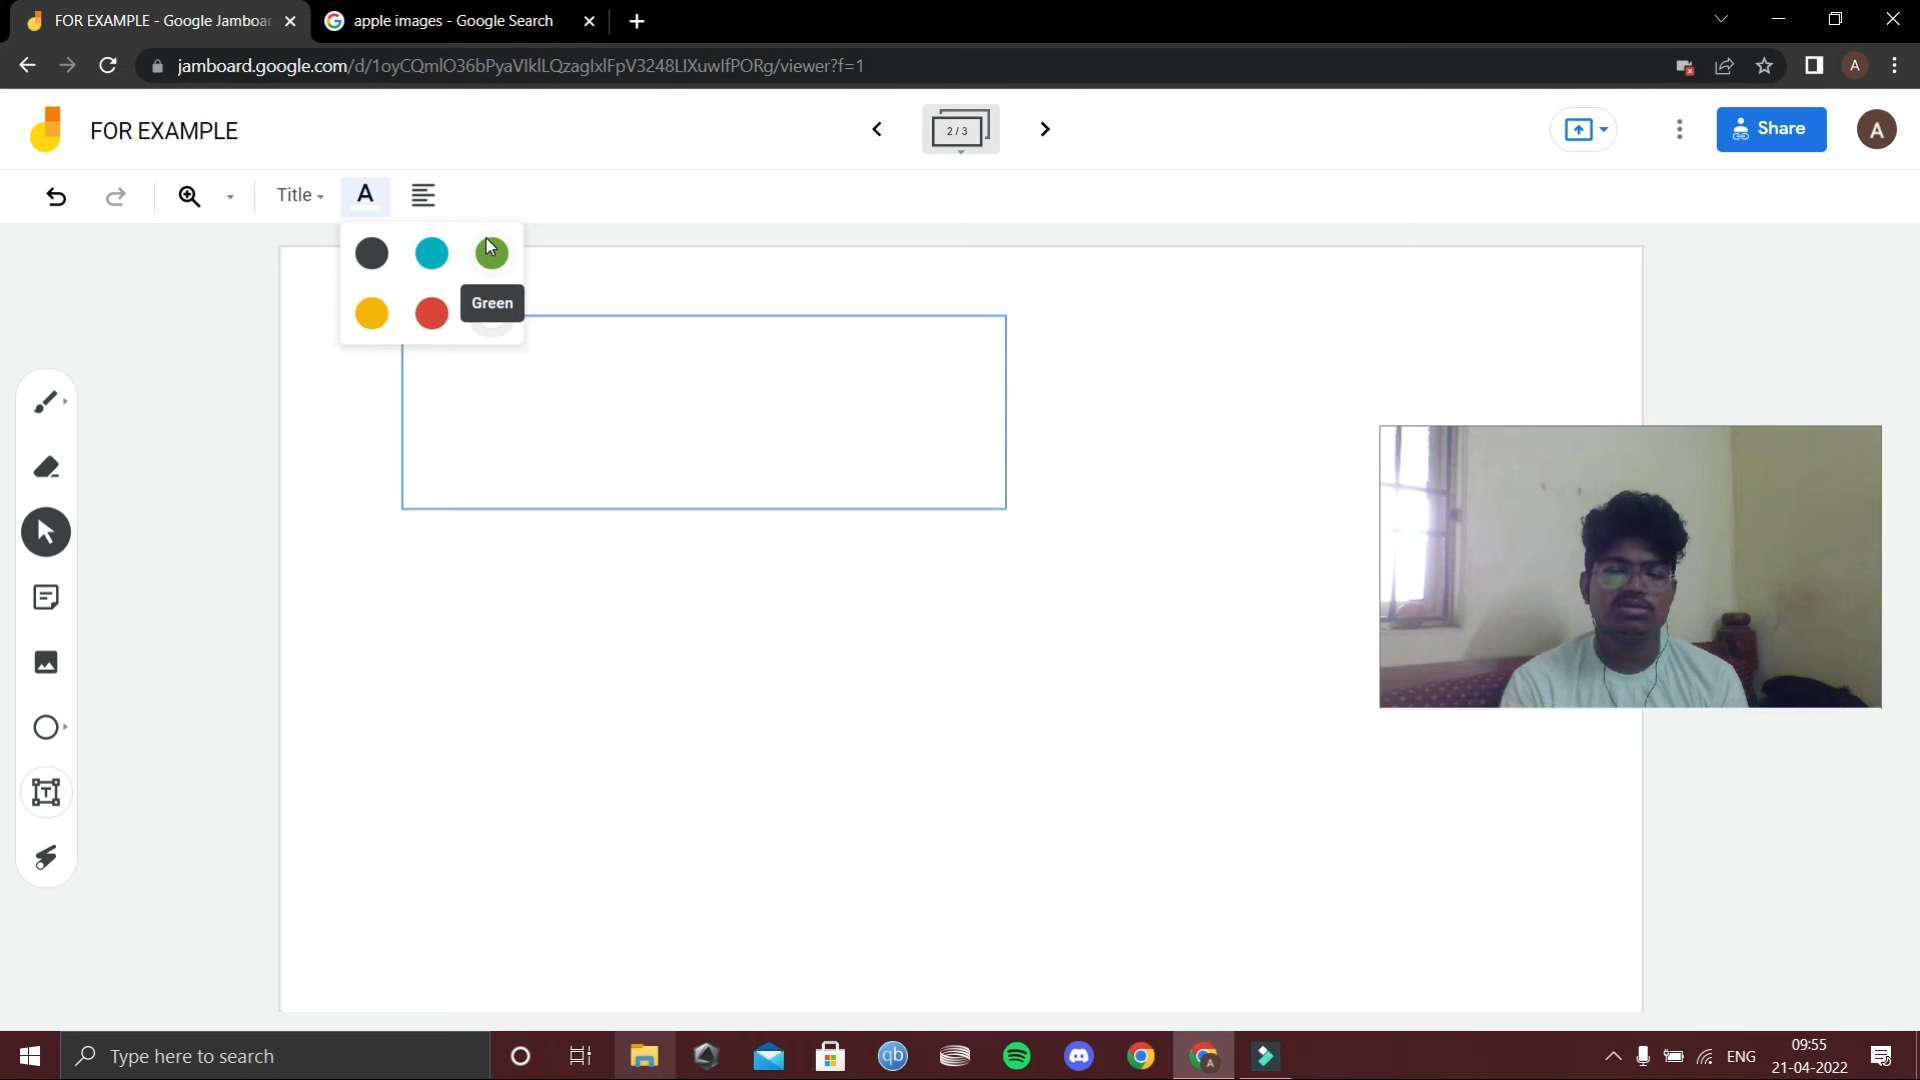 FOR EXAMPLE - Google Jamboar
apple images - Google Search
jamboard.google.com/d/1oyCQmlO36bPyaVIklLQzaglxlFpV3248LIXuwlfPORg/viewer?f=1
A
FOR EXAMPLE
2 / 3
Share
A
Title
A
Green
T
Type here to search
qb
A
ENG
09:55
21-04-2022